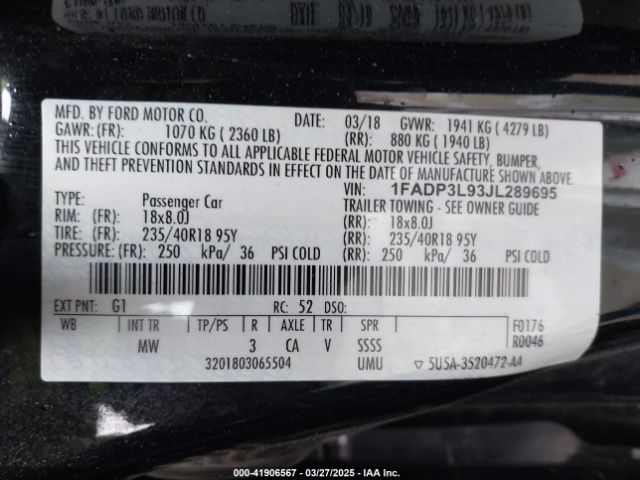 MFD. BY FORD MOTOR CO. DATE: 03/18 GVWR: 1941 KG ( 4279 LB)
GAWR: (FR): 1070 KG ( 2360 LB) (RR): 880 KG ( 1940 LB)
THIS VEHICLE CONFORMS TO ALL APPLICABLE FEDERAL MOTOR VEHICLE SAFETY, BUMPER,
AND THEFT PREVENTION STANDARDS IN EFFECT ON THE DATE OF MANUFACTURE SHOWN ABOVE.
VIN: 1FADP3L93JL289695
TYPE: Passenger Car TRAILER TOWING - SEE OWNER GUIDE
RIM: (FR): 18x8.0J (RR): 18x8.0J
TIRE: (FR): 235/40R18 95Y (RR): 235/40R18 95Y
PRESSURE: (FR): 250 kPa/ 36 PSI COLD (RR): 250 kPa/ 36 PSI COLD
EXT PNT: G1 RC: 52 DSO:
WB INT TR TP/PS R AXLE TR SPR F0176
MW 3 CA V SSSS R0046
3201803065504 UMU ▽ 5U5A-3520472-AA
000-41906567 / 03/27/2025 - IAA Inc.